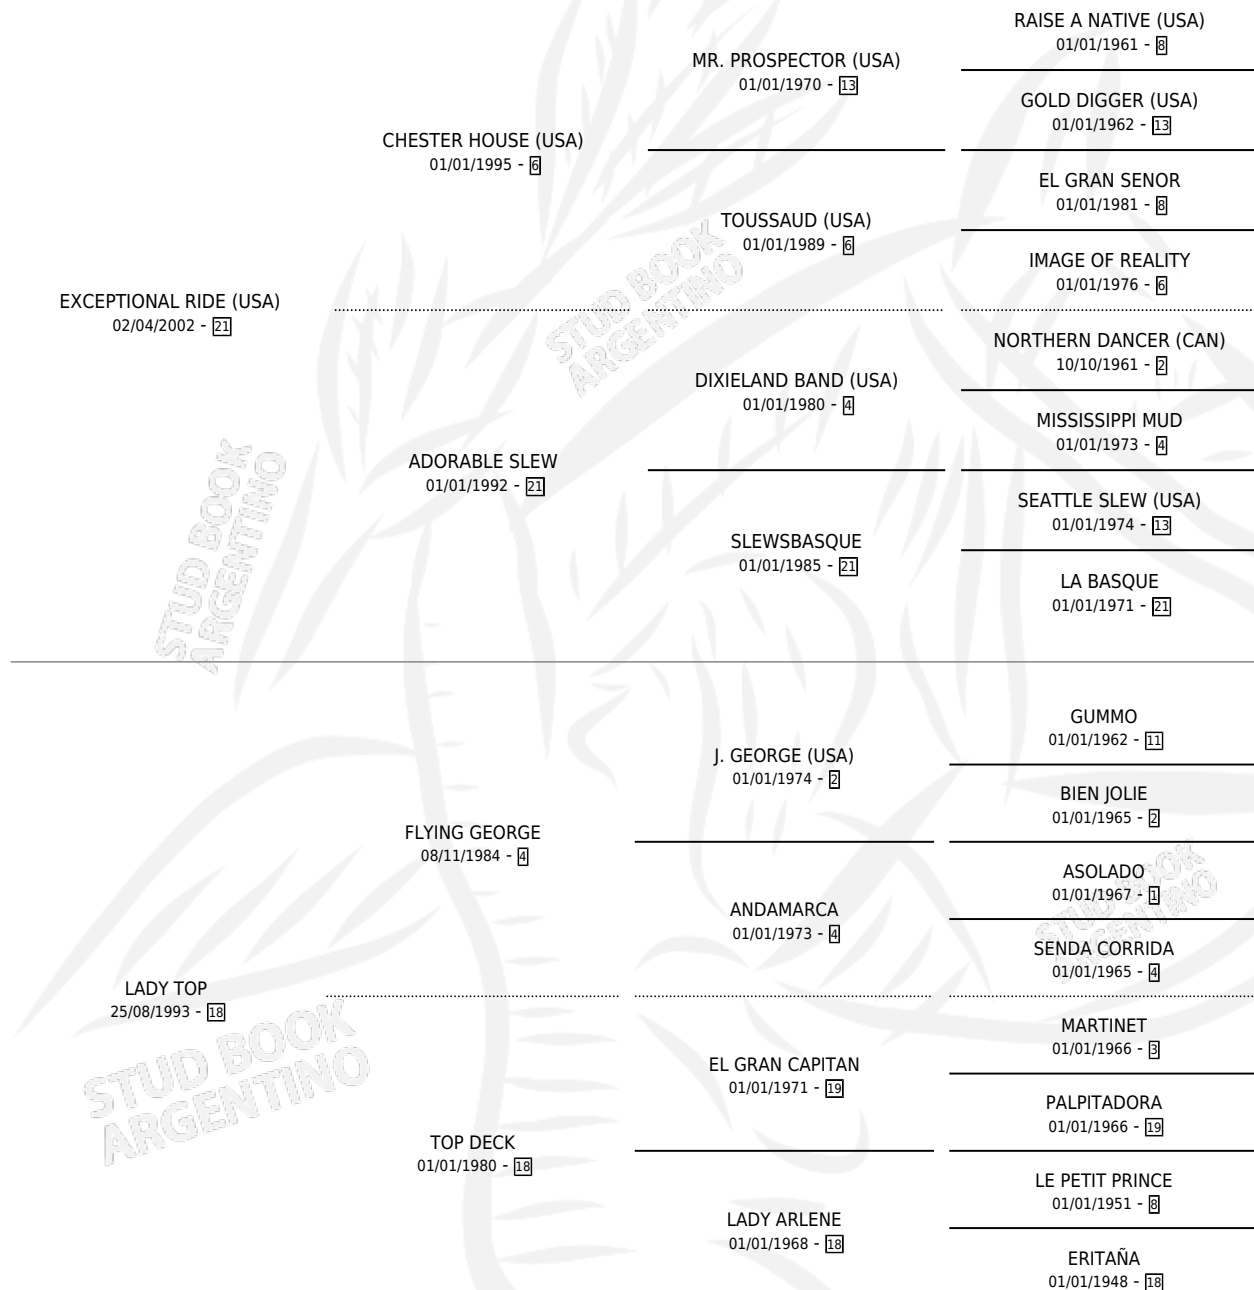 RAISE A NATIVE (USA)
01/01/1961 - 8
MR. PROSPECTOR (USA)
01/01/1970 - 13
GOLD DIGGER (USA)
01/01/1962 - 13
CHESTER HOUSE (USA)
01/01/1995 - 6
EL GRAN SENOR
01/01/1981 - 8
TOUSSAUD (USA)
01/01/1989 - 6
IMAGE OF REALITY
01/01/1976 - 6
EXCEPTIONAL RIDE (USA)
02/04/2002 - 21
NORTHERN DANCER (CAN)
10/10/1961 - 2
DIXIELAND BAND (USA)
01/01/1980 - 4
MISSISSIPPI MUD
01/01/1973 - 4
ADORABLE SLEW
01/01/1992 - 21
SEATTLE SLEW (USA)
01/01/1974 - 13
SLEWSBASQUE
01/01/1985 - 21
LA BASQUE
01/01/1971 - 21
GUMMO
01/01/1962 - 11
J. GEORGE (USA)
01/01/1974 - 2
BIEN JOLIE
01/01/1965 - 2
FLYING GEORGE
08/11/1984 - 4
ASOLADO
01/01/1967 - 1
ANDAMARCA
01/01/1973 - 4
SENDA CORRIDA
01/01/1965 - 4
LADY TOP
25/08/1993 - 18
MARTINET
01/01/1966 - 3
EL GRAN CAPITAN
01/01/1971 - 19
PALPITADORA
01/01/1966 - 19
TOP DECK
01/01/1980 - 18
LE PETIT PRINCE
01/01/1951 - 8
LADY ARLENE
01/01/1968 - 18
ERITAÑA
01/01/1948 - 18
STUD BOOK
ARGENTINO
STUD BOOK
ARGENTINO
STUD BOOK
ARGENTINO
STUD BOOK
ARGENTINO